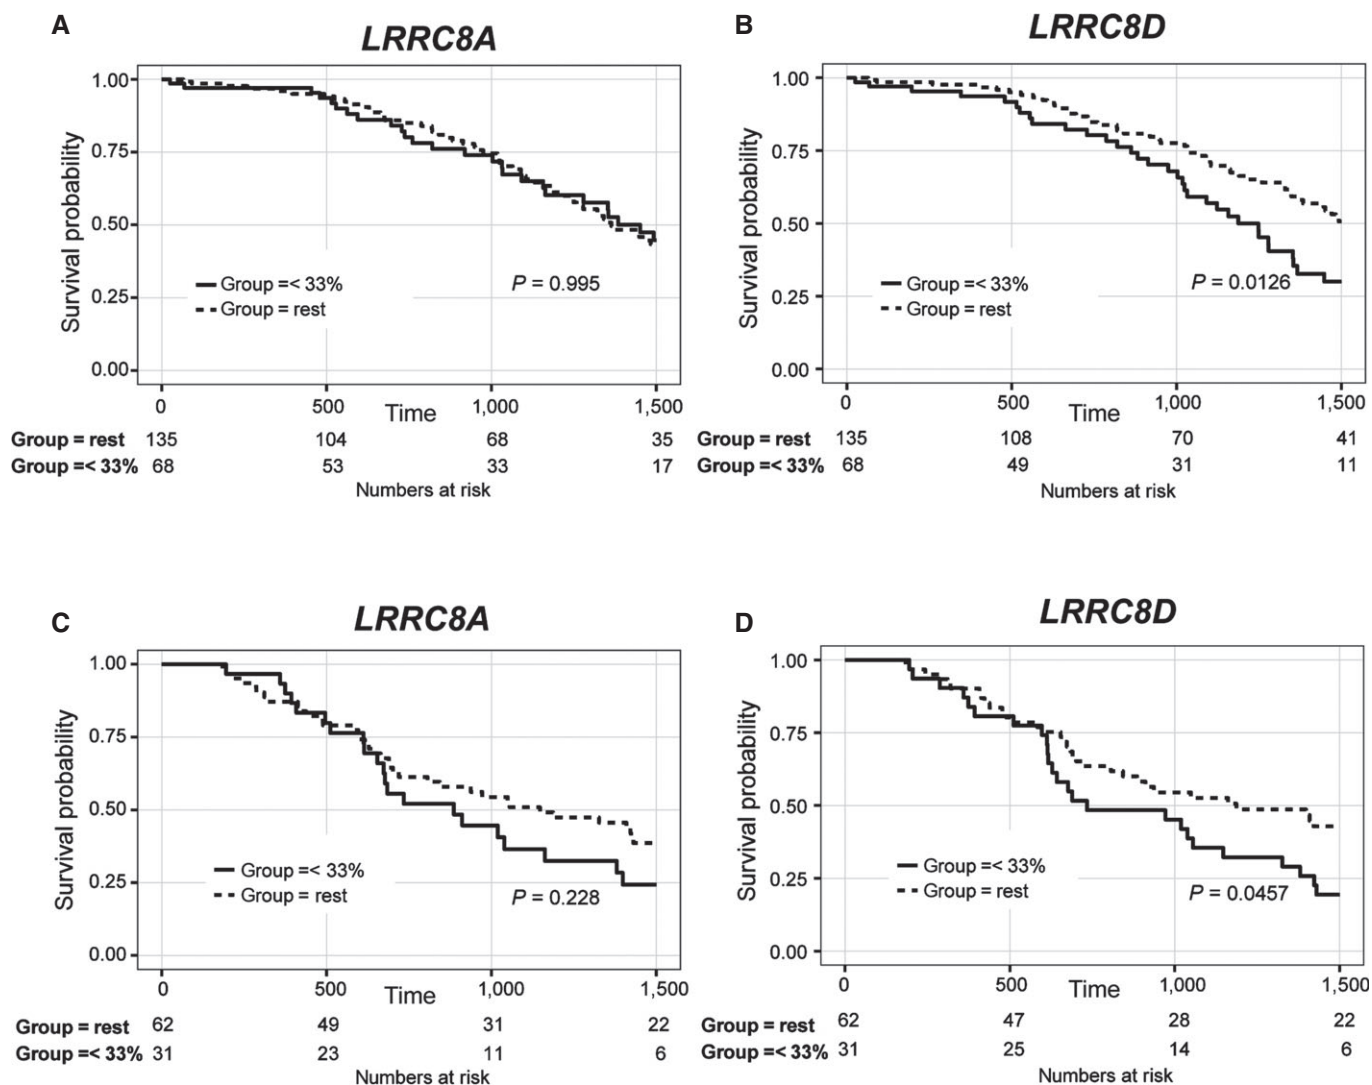 A
LRRC8A
1.00
0.75
0.50
0.25
0.00
Survival probability
Group =< 33%
Group = rest
P = 0.995
0 500 1,000 1,500
Time
Group = rest 135 104 68 35
Group =< 33% 68 53 33 17
Numbers at risk
B
LRRC8D
1.00
0.75
0.50
0.25
0.00
Survival probability
Group =< 33%
Group = rest
P = 0.0126
0 500 1,000 1,500
Time
Group = rest 135 108 70 41
Group =< 33% 68 49 31 11
Numbers at risk
C
LRRC8A
1.00
0.75
0.50
0.25
0.00
Survival probability
Group =< 33%
Group = rest
P = 0.228
0 500 1,000 1,500
Time
Group = rest 62 49 31 22
Group =< 33% 31 23 11 6
Numbers at risk
D
LRRC8D
1.00
0.75
0.50
0.25
0.00
Survival probability
Group =< 33%
Group = rest
P = 0.0457
0 500 1,000 1,500
Time
Group = rest 62 47 28 22
Group =< 33% 31 25 14 6
Numbers at risk